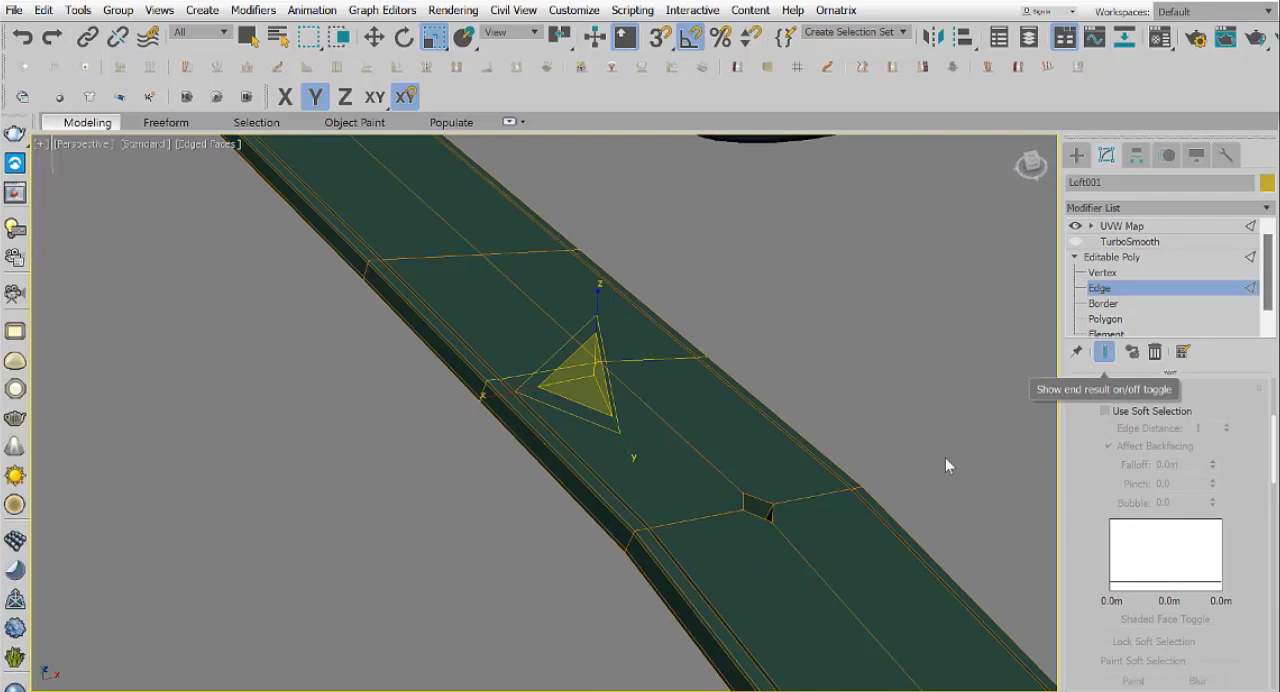 File Edit Tools Group Views Create Modifiers Animation Graph Editors Rendering Civil View Customize Scripting Interactive Content Help Ornatrix Sign In Workspaces: Default
All View Create Selection Set
X Y Z XY XY
Modeling Freeform Selection Object Paint Populate
[+] [Perspective] [Standard] [Edged Faces]
Loft001
Modifier List
UVW Map
TurboSmooth
Editable Poly
Vertex
Edge
Border
Polygon
Element
Show end result on/off toggle
Use Soft Selection
Edge Distance: 1
Affect Backfacing
Falloff: 0.0m
Pinch: 0.0
Bubble: 0.0
0.0m 0.0m 0.0m
Shaded Face Toggle
Lock Soft Selection
Paint Soft Selection
Paint Blur
z
x
y
z
x